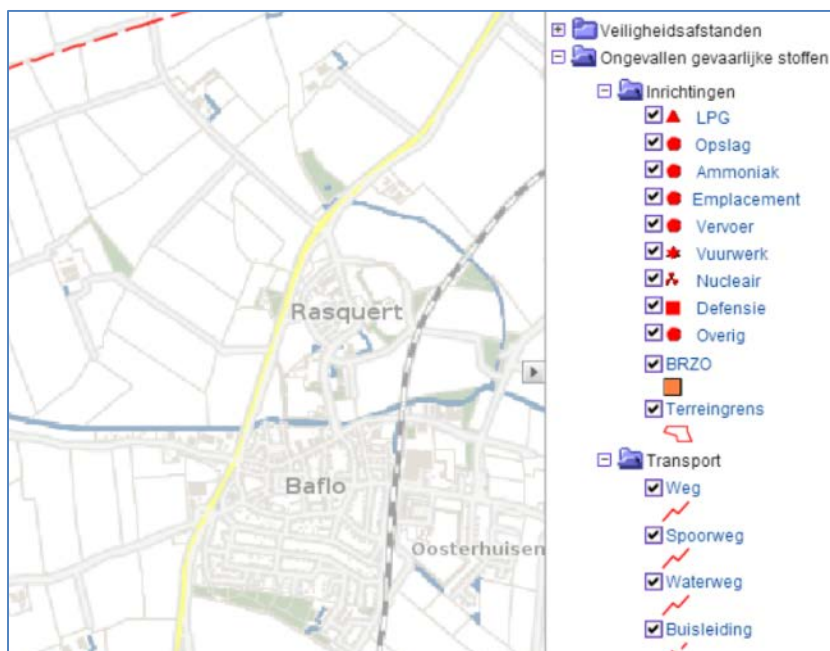 Veiligheidsafstanden
Ongevallen gevaarlijke stoffen
Inrichtingen
LPG
Opslag
Ammoniak
Emplacement
Vervoer
Vuurwerk
Nucleair
Defensie
Overig
BRZO
Terreingrens
Transport
Weg
Spoorweg
Waterweg
Buisleiding
Rasquert
Baflo
Oosterhuisen